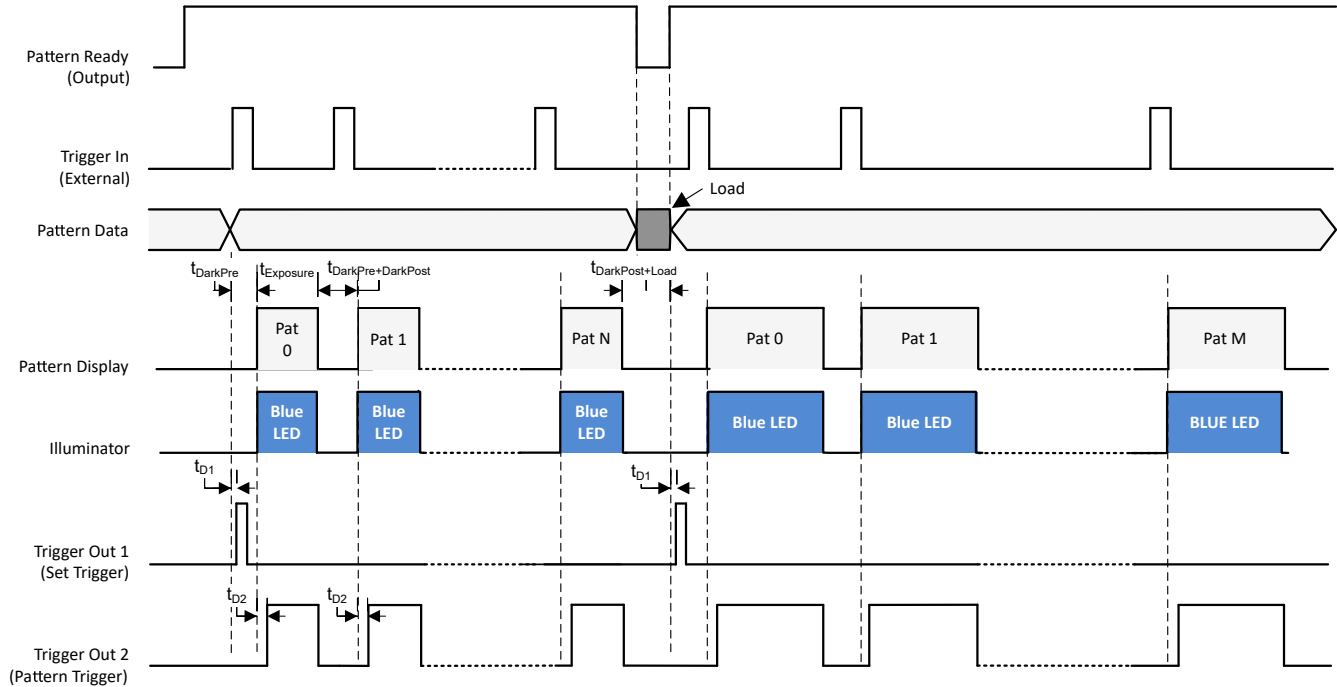 Pattern Ready
(Output)
Trigger In
(External)
Load
Pattern Data
tDarkPre
tExposure
tDarkPre+DarkPost
tDarkPost+Load
Pat
0
Pat 1
Pat N
Pat 0
Pat 1
Pat M
Pattern Display
Blue
LED
Blue
LED
Blue
LED
Blue LED
Blue LED
BLUE LED
Illuminator
tD1
tD1
Trigger Out 1
(Set Trigger)
tD2
tD2
Trigger Out 2
(Pattern Trigger)